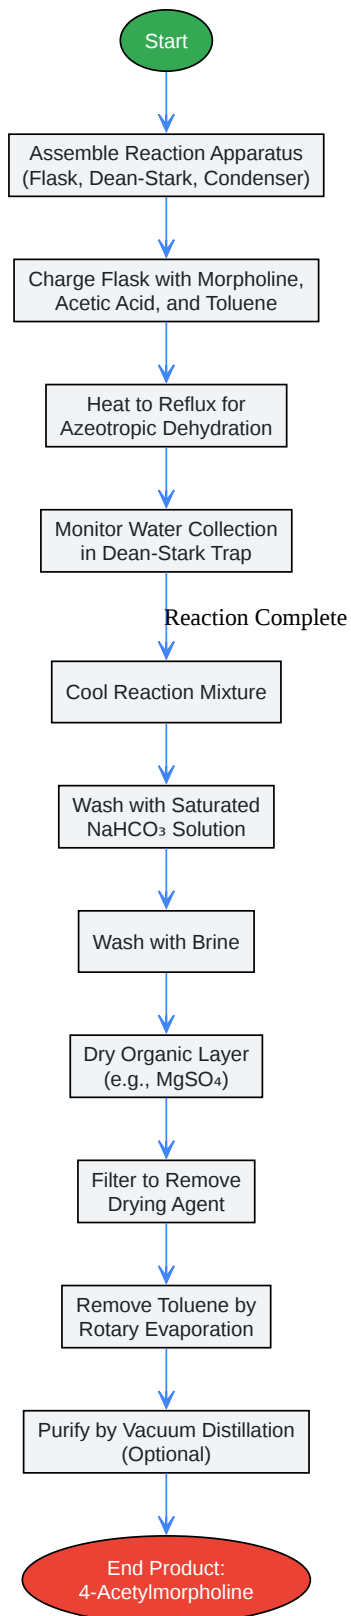 Start
Assemble Reaction Apparatus
(Flask, Dean-Stark, Condenser)
Charge Flask with Morpholine,
Acetic Acid, and Toluene
Heat to Reflux for
Azeotropic Dehydration
Monitor Water Collection
in Dean-Stark Trap
Reaction Complete
Cool Reaction Mixture
Wash with Saturated
NaHCO₃ Solution
Wash with Brine
Dry Organic Layer
(e.g., MgSO₄)
Filter to Remove
Drying Agent
Remove Toluene by
Rotary Evaporation
Purify by Vacuum Distillation
(Optional)
End Product:
4-Acetylmorpholine